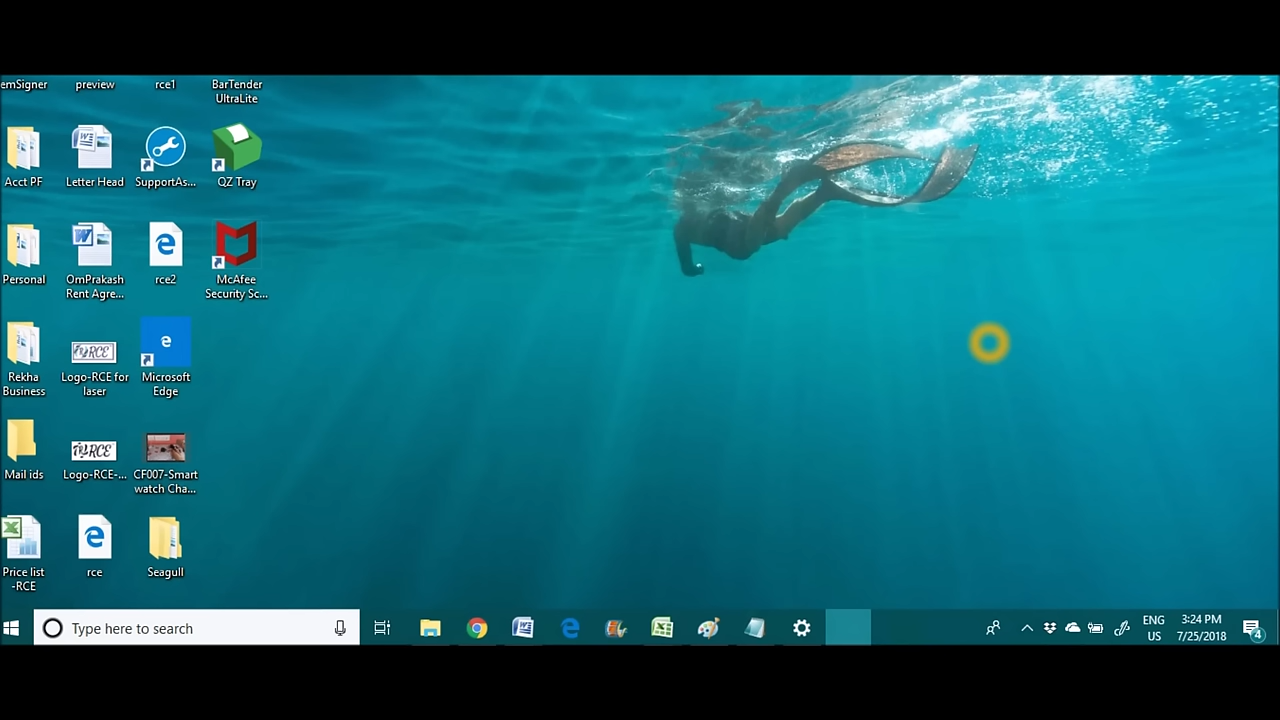 emSigner
preview
rce1
BarTender
UltraLite
Acct PF
Letter Head
SupportAs...
QZ Tray
Personal
OmPrakash
Rent Agre...
rce2
McAfee
Security Sc...
Rekha
Business
Logo-RCE for
laser
Microsoft
Edge
Mail ids
Logo-RCE-...
CF007-Smart
watch Cha...
Price list
-RCE
rce
Seagull
Type here to search
ENG
US
3:24 PM
7/25/2018
4